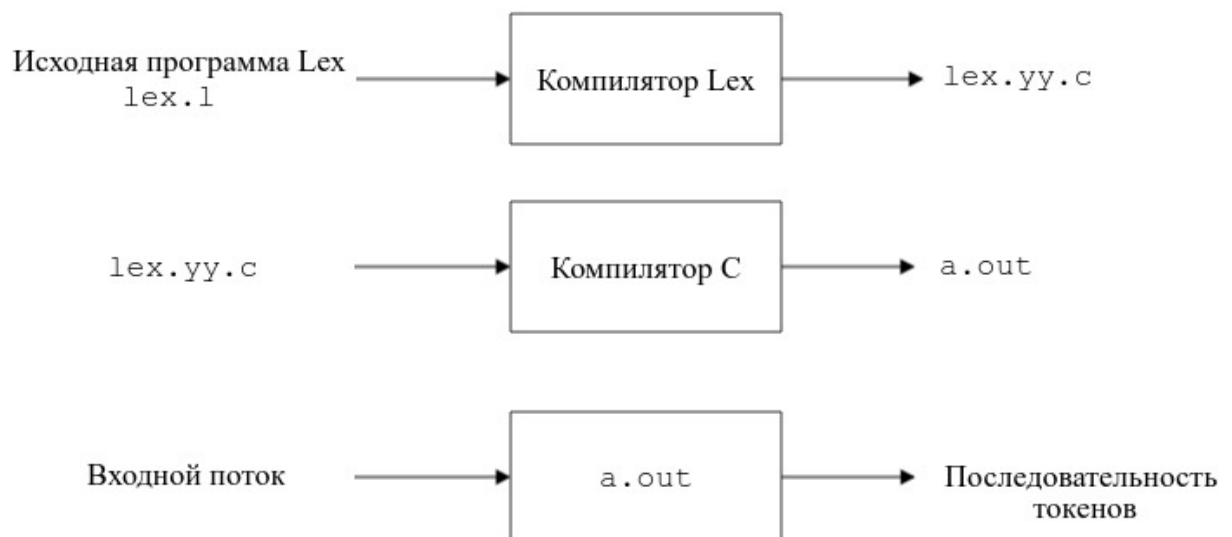 Исходная программа Lex
lex.l
Компилятор Lex
lex.yy.c
lex.yy.c
Компилятор C
a.out
Входной поток
a.out
Последовательность
токенов